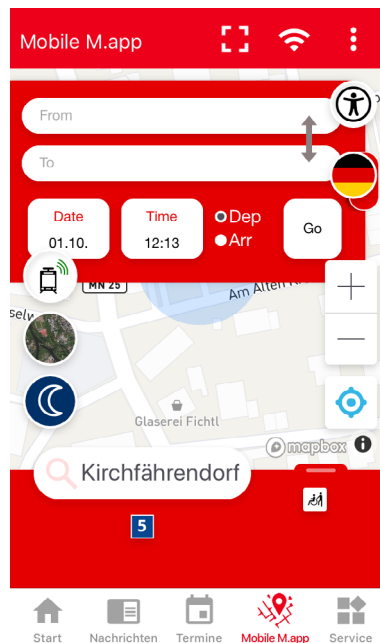 Mobile M.app
From
To
Date
01.10.
Time
12:13
Dep
Arr
Go
MN 25
Am Alten
Glaserei Fichtl
mapbox
Kirchfährendorf
5
Start
Nachrichten
Termine
Mobile M.app
Service